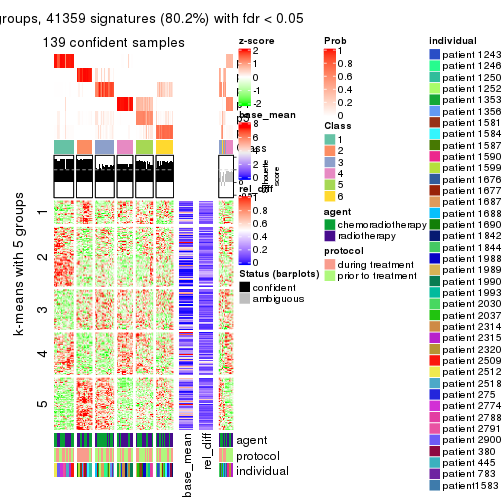 groups, 41359 signatures (80.2%) with fdr < 0.05
139 confident samples
k-means with 5 groups
1
2
3
4
5
z-score
2
1
0
-1
-2
base_mean
8
6
4
2
0
silhouette
score
rel_diff
1
0.8
0.6
0.4
0.2
0
Status (barplots)
confident
ambiguous
Prob
1
0.8
0.6
0.4
0.2
0
Class
1
2
3
4
5
6
agent
chemoradiotherapy
radiotherapy
protocol
during treatment
prior to treatment
individual
patient 1243
patient 1246
patient 1250
patient 1252
patient 1353
patient 1356
patient 1581
patient 1584
patient 1587
patient 1590
patient 1599
patient 1676
patient 1677
patient 1687
patient 1688
patient 1690
patient 1842
patient 1844
patient 1988
patient 1989
patient 1990
patient 1993
patient 2030
patient 2037
patient 2314
patient 2315
patient 2320
patient 2509
patient 2512
patient 2518
patient 275
patient 2774
patient 2788
patient 2791
patient 2900
patient 380
patient 445
patient 783
patient1583
agent
protocol
individual
base_mean
rel_diff